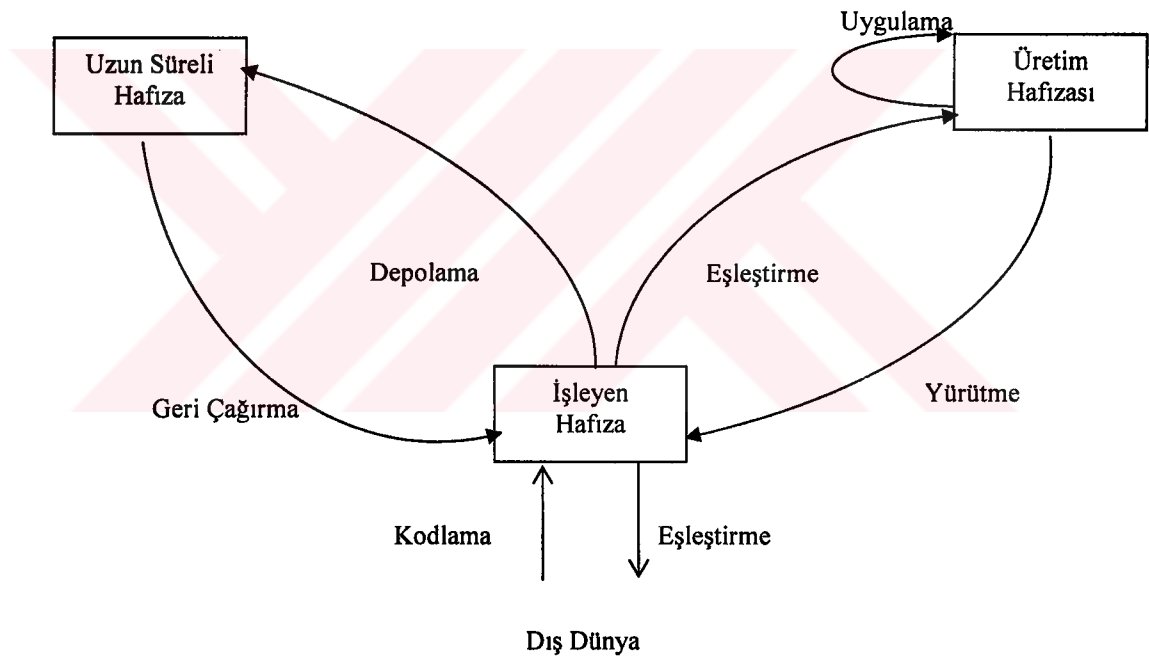 Uygulama
Uzun Süreli
Hafıza
Üretim
Hafızası
Depolama
Eşleştirme
Geri Çağırma
İşleyen
Hafıza
Yürütme
Kodlama
Eşleştirme
Dış Dünya